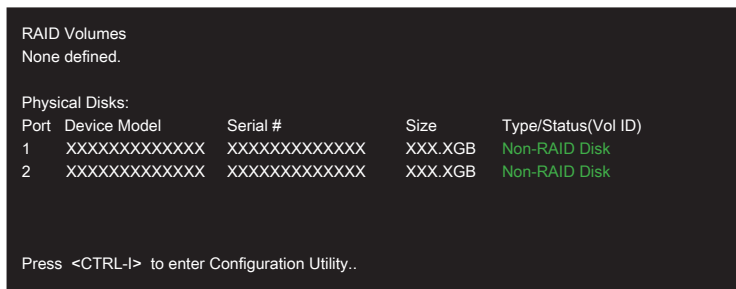 RAID Volumes
None defined.
Physical Disks:
Port Device Model Serial # Size Type/Status(Vol ID)
1 XXXXXXXXXXXXX XXXXXXXXXXXXX XXX.XGB Non-RAID Disk
2 XXXXXXXXXXXXX XXXXXXXXXXXXX XXX.XGB Non-RAID Disk
Press <CTRL-I> to enter Configuration Utility..